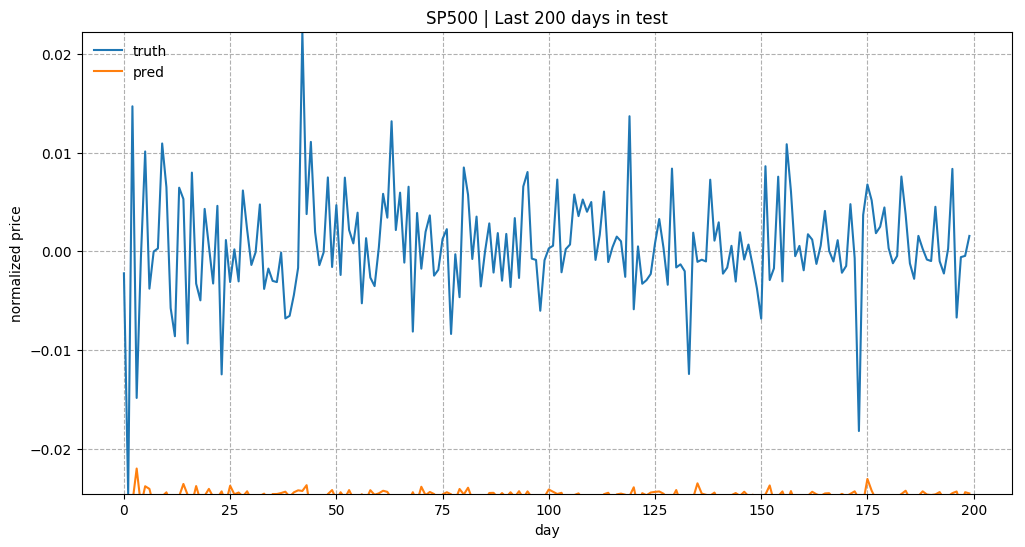 SP500 | Last 200 days in test
truth
pred
normalized price
0.02
0.01
0.00
−0.01
−0.02
0 25 50 75 100 125 150 175 200
day